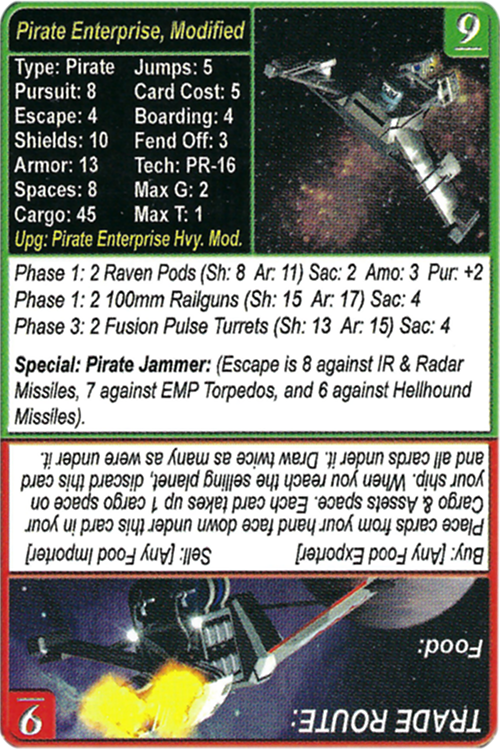 Pirate Enterprise, Modified
9
Type: Pirate Jumps: 5
Pursuit: 8 Card Cost: 5
Escape: 4 Boarding: 4
Shields: 10 Fend Off: 3
Armor: 13 Tech: PR-16
Spaces: 8 Max G: 2
Cargo: 45 Max T: 1
Upg: Pirate Enterprise Hvy. Mod.
Phase 1: 2 Raven Pods (Sh: 8 Ar: 11) Sac: 2 Amo: 3 Pur: +2
Phase 1: 2 100mm Railguns (Sh: 15 Ar: 17) Sac: 4
Phase 3: 2 Fusion Pulse Turrets (Sh: 13 Ar: 15) Sac: 4
Special: Pirate Jammer: (Escape is 8 against IR & Radar
Missiles, 7 against EMP Torpedos, and 6 against Hellhound
Missiles).
TRADE ROUTE:
9
Food:
Buy: [Any Food Exporter] Sell: [Any Food Importer]
Place cards from your hand face down under this card in your
Cargo & Assets space. Each card takes up 1 cargo space on
your ship. When you reach the selling planet, discard this card
and all cards under it. Draw twice as many as were under it.